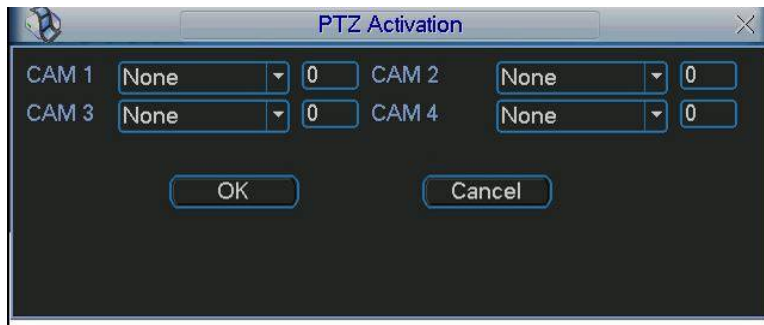 PTZ Activation
CAM 1 None 0 CAM 2 None 0
CAM 3 None 0 CAM 4 None 0
OK Cancel